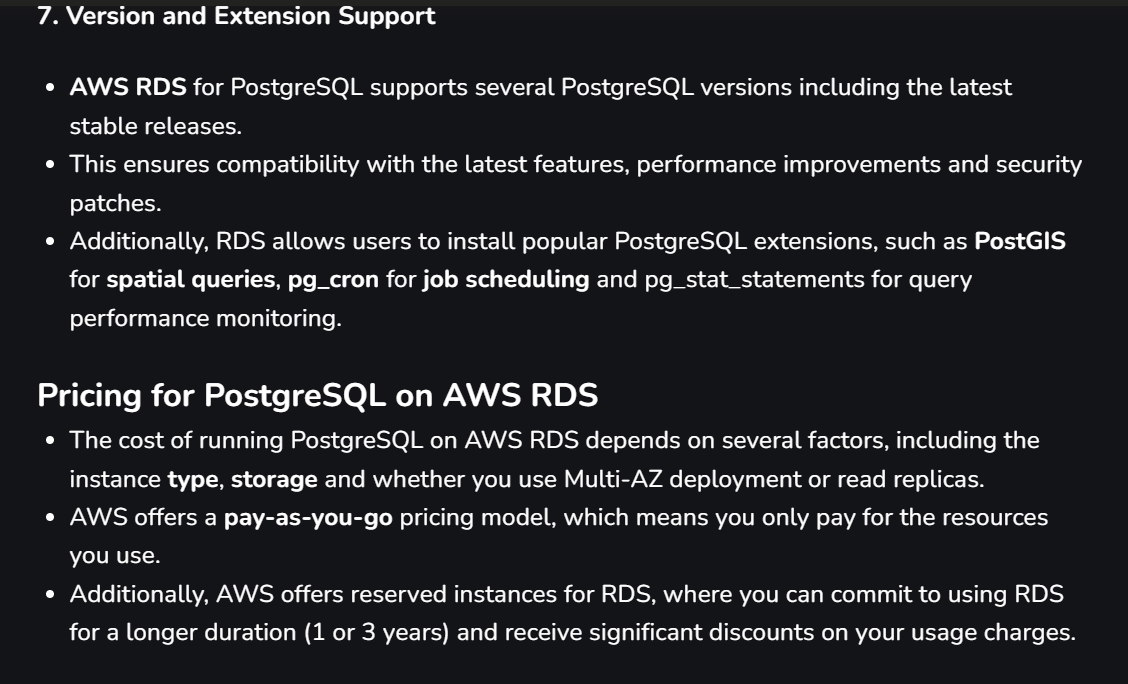 7. Version and Extension Support
• AWS RDS for PostgreSQL supports several PostgreSQL versions including the latest
stable releases.
• This ensures compatibility with the latest features, performance improvements and security
patches.
• Additionally, RDS allows users to install popular PostgreSQL extensions, such as PostGIS
for spatial queries, pg_cron for job scheduling and pg_stat_statements for query
performance monitoring.
Pricing for PostgreSQL on AWS RDS
• The cost of running PostgreSQL on AWS RDS depends on several factors, including the
instance type, storage and whether you use Multi-AZ deployment or read replicas.
• AWS offers a pay-as-you-go pricing model, which means you only pay for the resources
you use.
• Additionally, AWS offers reserved instances for RDS, where you can commit to using RDS
for a longer duration (1 or 3 years) and receive significant discounts on your usage charges.